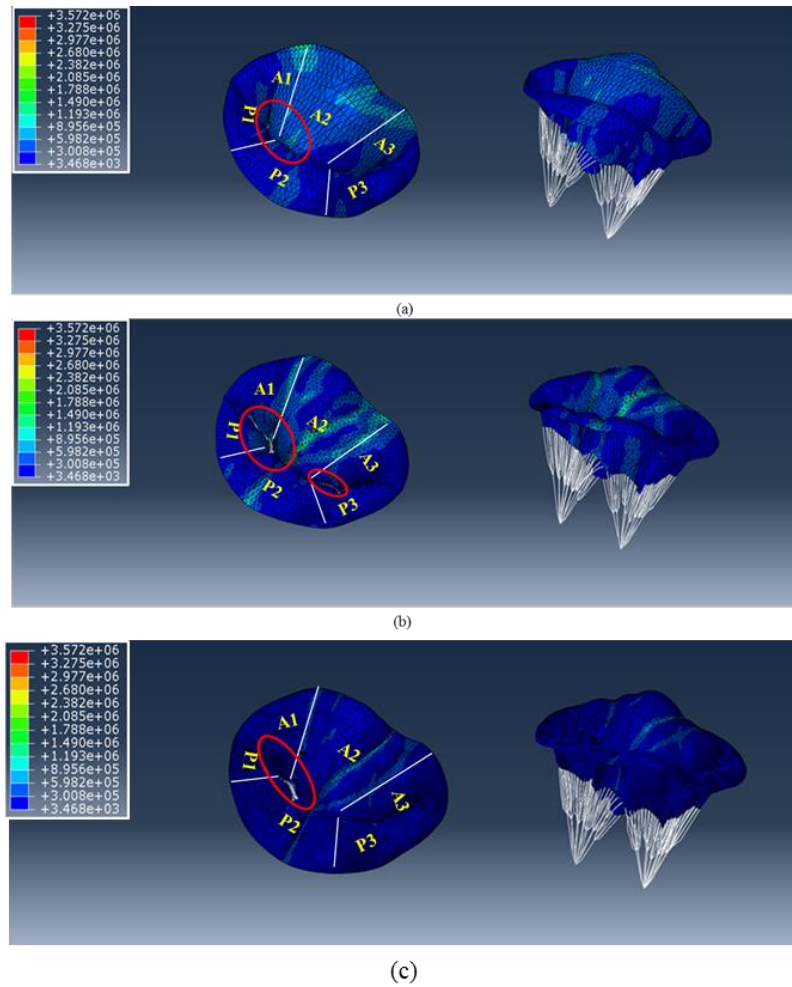 +3.572e+06
+3.275e+06
+2.977e+06
+2.680e+06
+2.382e+06
+2.085e+06
+1.788e+06
+1.490e+06
+1.193e+06
+8.956e+05
+5.982e+05
+3.008e+05
+3.468e+03
A1
P1
A2
A3
P2
P3
(a)
+3.572e+06
+3.275e+06
+2.977e+06
+2.680e+06
+2.382e+06
+2.085e+06
+1.788e+06
+1.490e+06
+1.193e+06
+8.956e+05
+5.982e+05
+3.008e+05
+3.468e+03
A1
P1
A2
A3
P2
P3
(b)
+3.572e+06
+3.275e+06
+2.977e+06
+2.680e+06
+2.382e+06
+2.085e+06
+1.788e+06
+1.490e+06
+1.193e+06
+8.956e+05
+5.982e+05
+3.008e+05
+3.468e+03
A1
P1
A2
A3
P2
P3
(c)